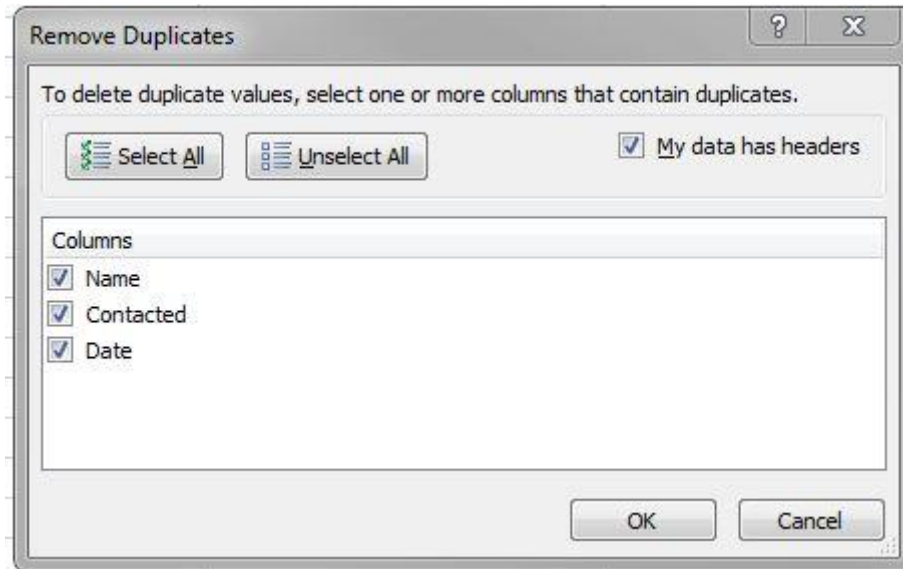 Remove Duplicates
To delete duplicate values, select one or more columns that contain duplicates.
Select All
Unselect All
My data has headers
Columns
Name
Contacted
Date
OK
Cancel